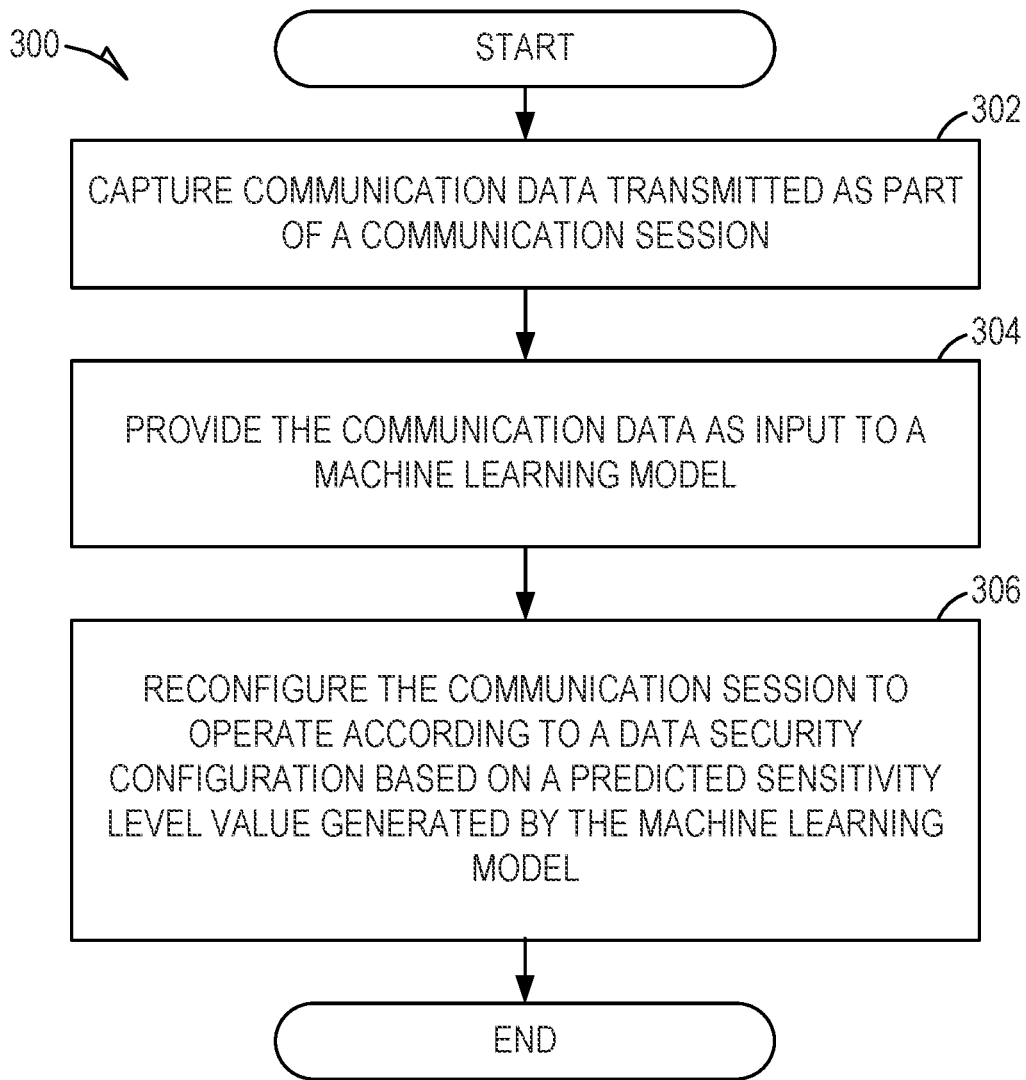 300
START
302
CAPTURE COMMUNICATION DATA TRANSMITTED AS PART
OF A COMMUNICATION SESSION
304
PROVIDE THE COMMUNICATION DATA AS INPUT TO A
MACHINE LEARNING MODEL
306
RECONFIGURE THE COMMUNICATION SESSION TO
OPERATE ACCORDING TO A DATA SECURITY
CONFIGURATION BASED ON A PREDICTED SENSITIVITY
LEVEL VALUE GENERATED BY THE MACHINE LEARNING
MODEL
END